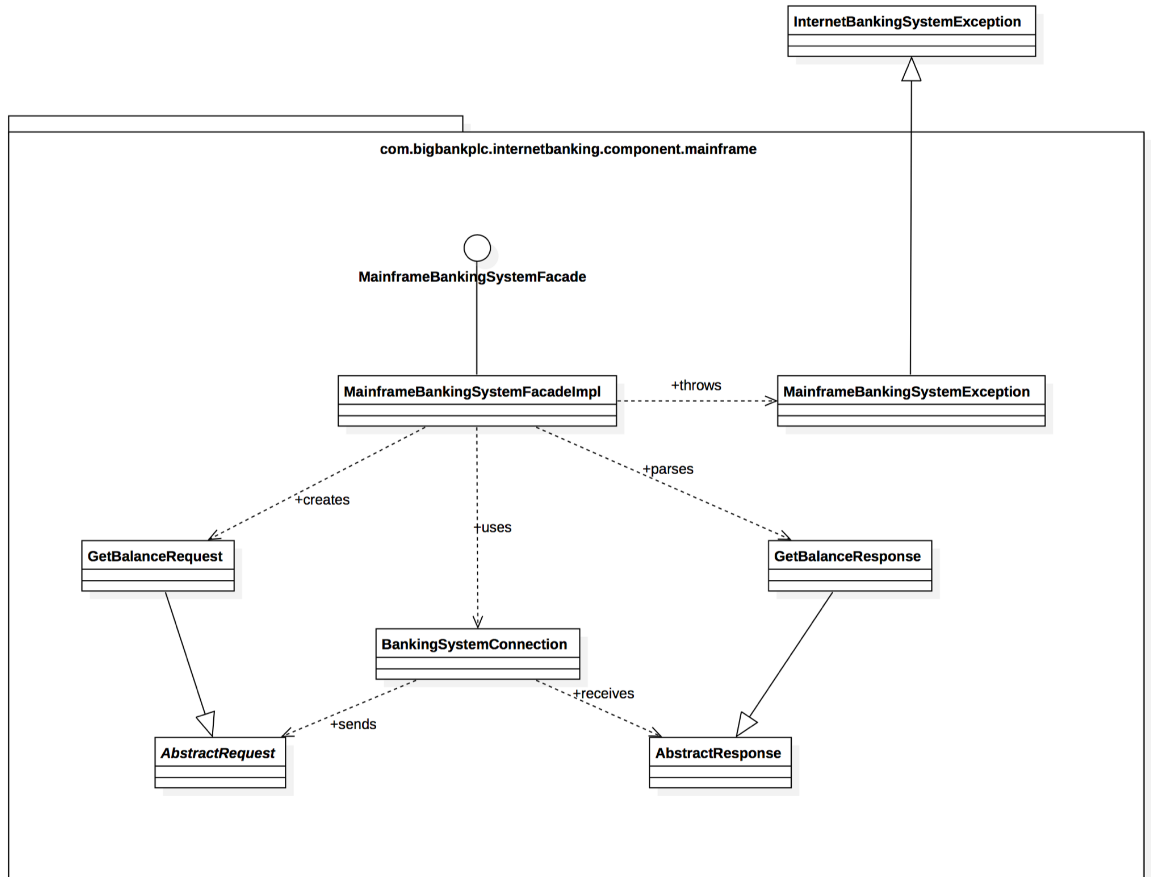 InternetBankingSystemException
com.bigbankplc.internetbanking.component.mainframe
MainframeBankingSystemFacade
MainframeBankingSystemFacadeImpl
+throws
MainframeBankingSystemException
+creates
+uses
+parses
GetBalanceRequest
GetBalanceResponse
BankingSystemConnection
+sends
+receives
AbstractRequest
AbstractResponse